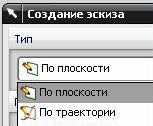 Создание эскиза
Тип
По плоскости
По плоскости
По траектории